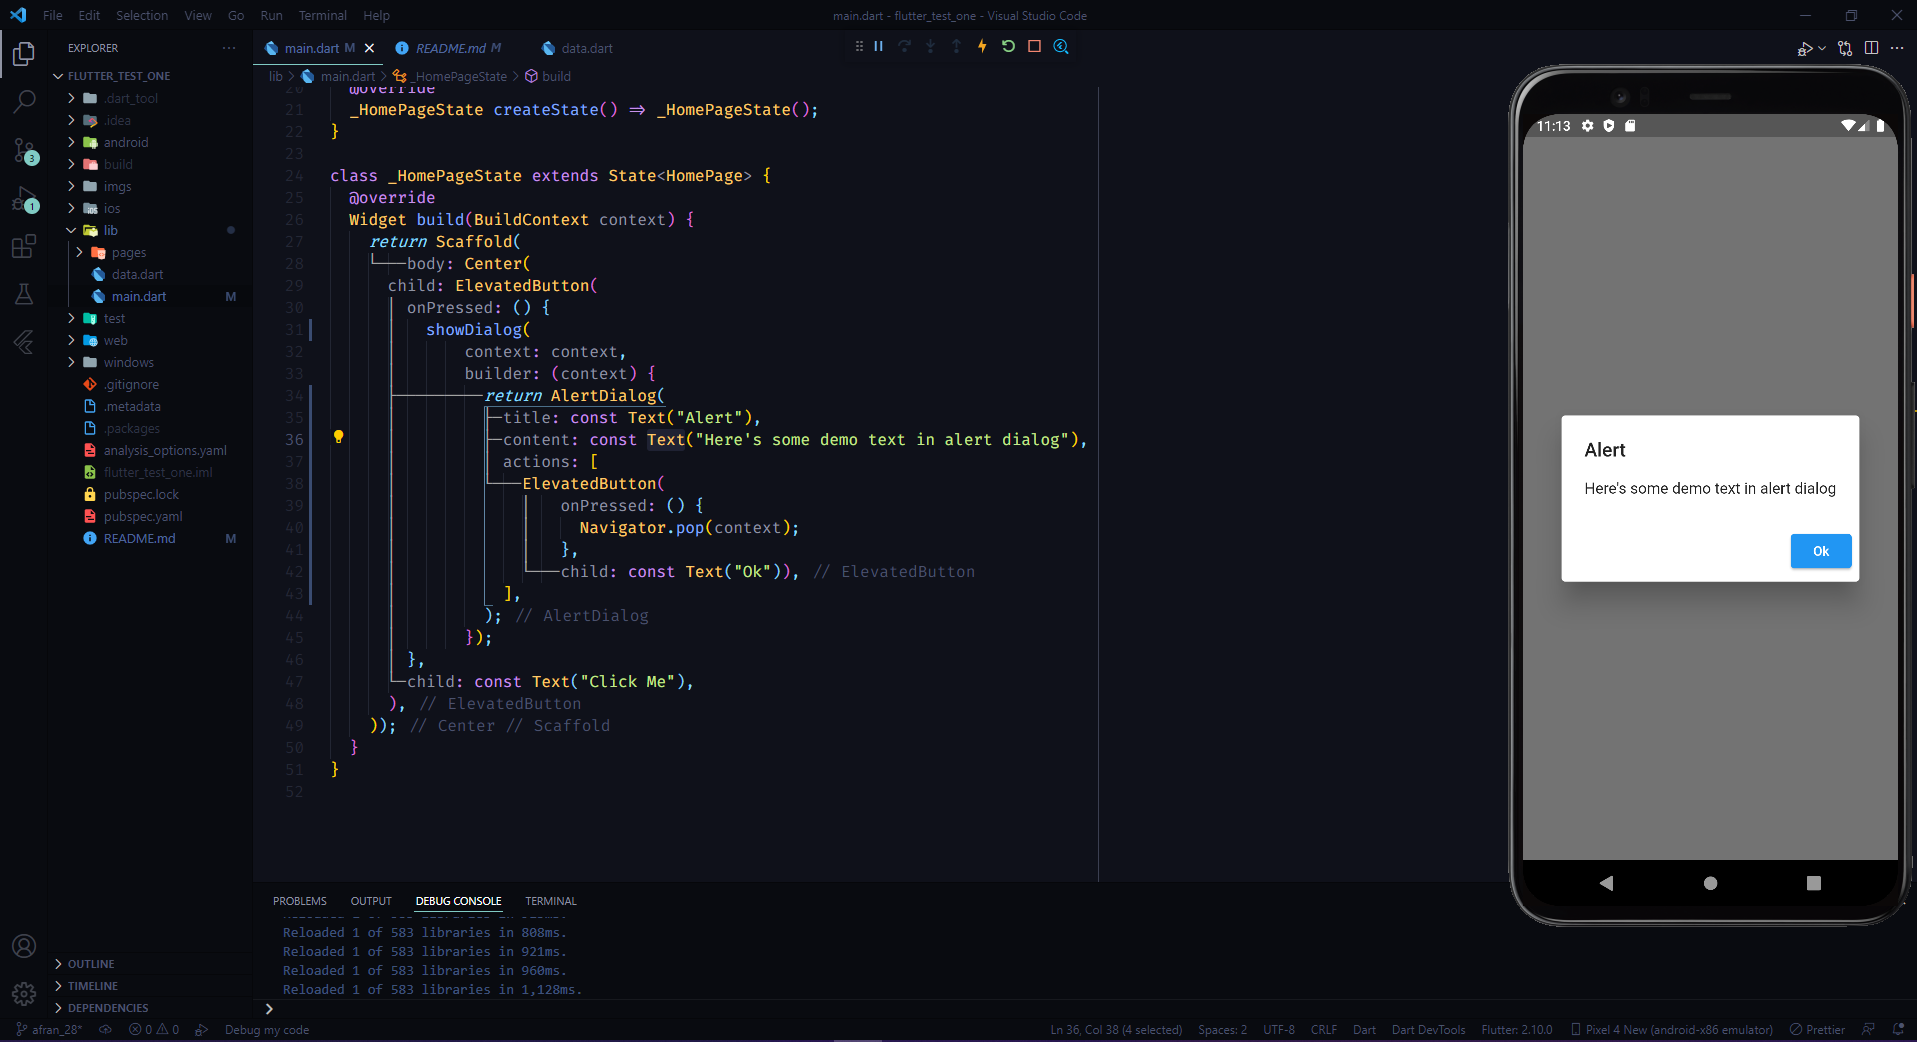 File Edit Selection View Go Run Terminal Help
main.dart - flutter_test_one - Visual Studio Code
EXPLORER
FLUTTER_TEST_ONE
.dart_tool
.idea
android
build
imgs
ios
lib
pages
data.dart
main.dart M
test
web
windows
.gitignore
.metadata
.packages
analysis_options.yaml
flutter_test_one.iml
pubspec.lock
pubspec.yaml
README.md M
OUTLINE
TIMELINE
DEPENDENCIES
3
1
main.dart M README.md M data.dart
lib > main.dart > _HomePageState > build
20 @override
21 _HomePageState createState() => _HomePageState();
22 }
23
24 class _HomePageState extends State<HomePage> {
25 @override
26 Widget build(BuildContext context) {
27 return Scaffold(
28 body: Center(
29 child: ElevatedButton(
30 onPressed: () {
31 showDialog(
32 context: context,
33 builder: (context) {
34 return AlertDialog(
35 title: const Text("Alert"),
36 content: const Text("Here's some demo text in alert dialog"),
37 actions: [
38 ElevatedButton(
39 onPressed: () {
40 Navigator.pop(context);
41 },
42 child: const Text("Ok")), // ElevatedButton
43 ],
44 ); // AlertDialog
45 });
46 },
47 child: const Text("Click Me"),
48 ), // ElevatedButton
49 )); // Center // Scaffold
50 }
51 }
52
11:13
Alert
Here's some demo text in alert dialog
Ok
PROBLEMS OUTPUT DEBUG CONSOLE TERMINAL
Reloaded 1 of 583 libraries in 808ms.
Reloaded 1 of 583 libraries in 921ms.
Reloaded 1 of 583 libraries in 960ms.
Reloaded 1 of 583 libraries in 1,128ms.
afran_28* 0 0 Debug my code
Ln 36, Col 38 (4 selected) Spaces: 2 UTF-8 CRLF Dart Dart DevTools Flutter: 2.10.0 Pixel 4 New (android-x86 emulator) Prettier